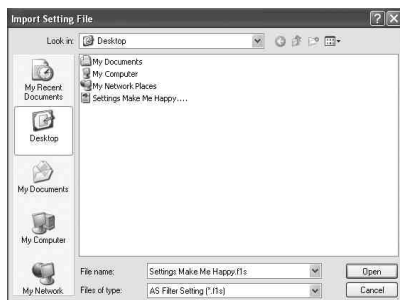 Import Setting File
Look in:
Desktop
My Recent
Documents
Desktop
My Documents
My Computer
My Network
My Documents
My Computer
My Network Places
Settings Make Me Happy....
File name:
Settings Make Me Happy.f1s
Open
Files of type:
AS Filter Setting (*.f1s)
Cancel